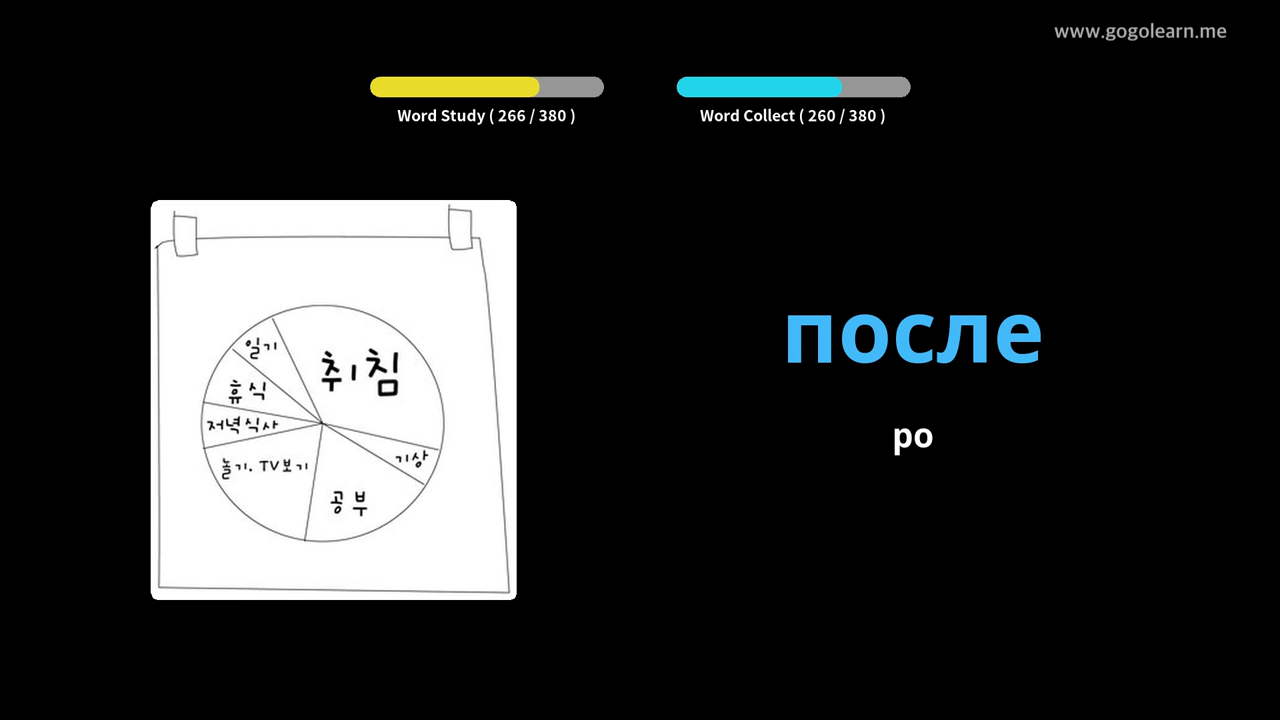 www.gogolearn.me
Word Study ( 266 / 380 )
Word Collect ( 260 / 380 )
일기
취침
휴식
저녁식사
놀기. TV보기
기상
공부
после
po